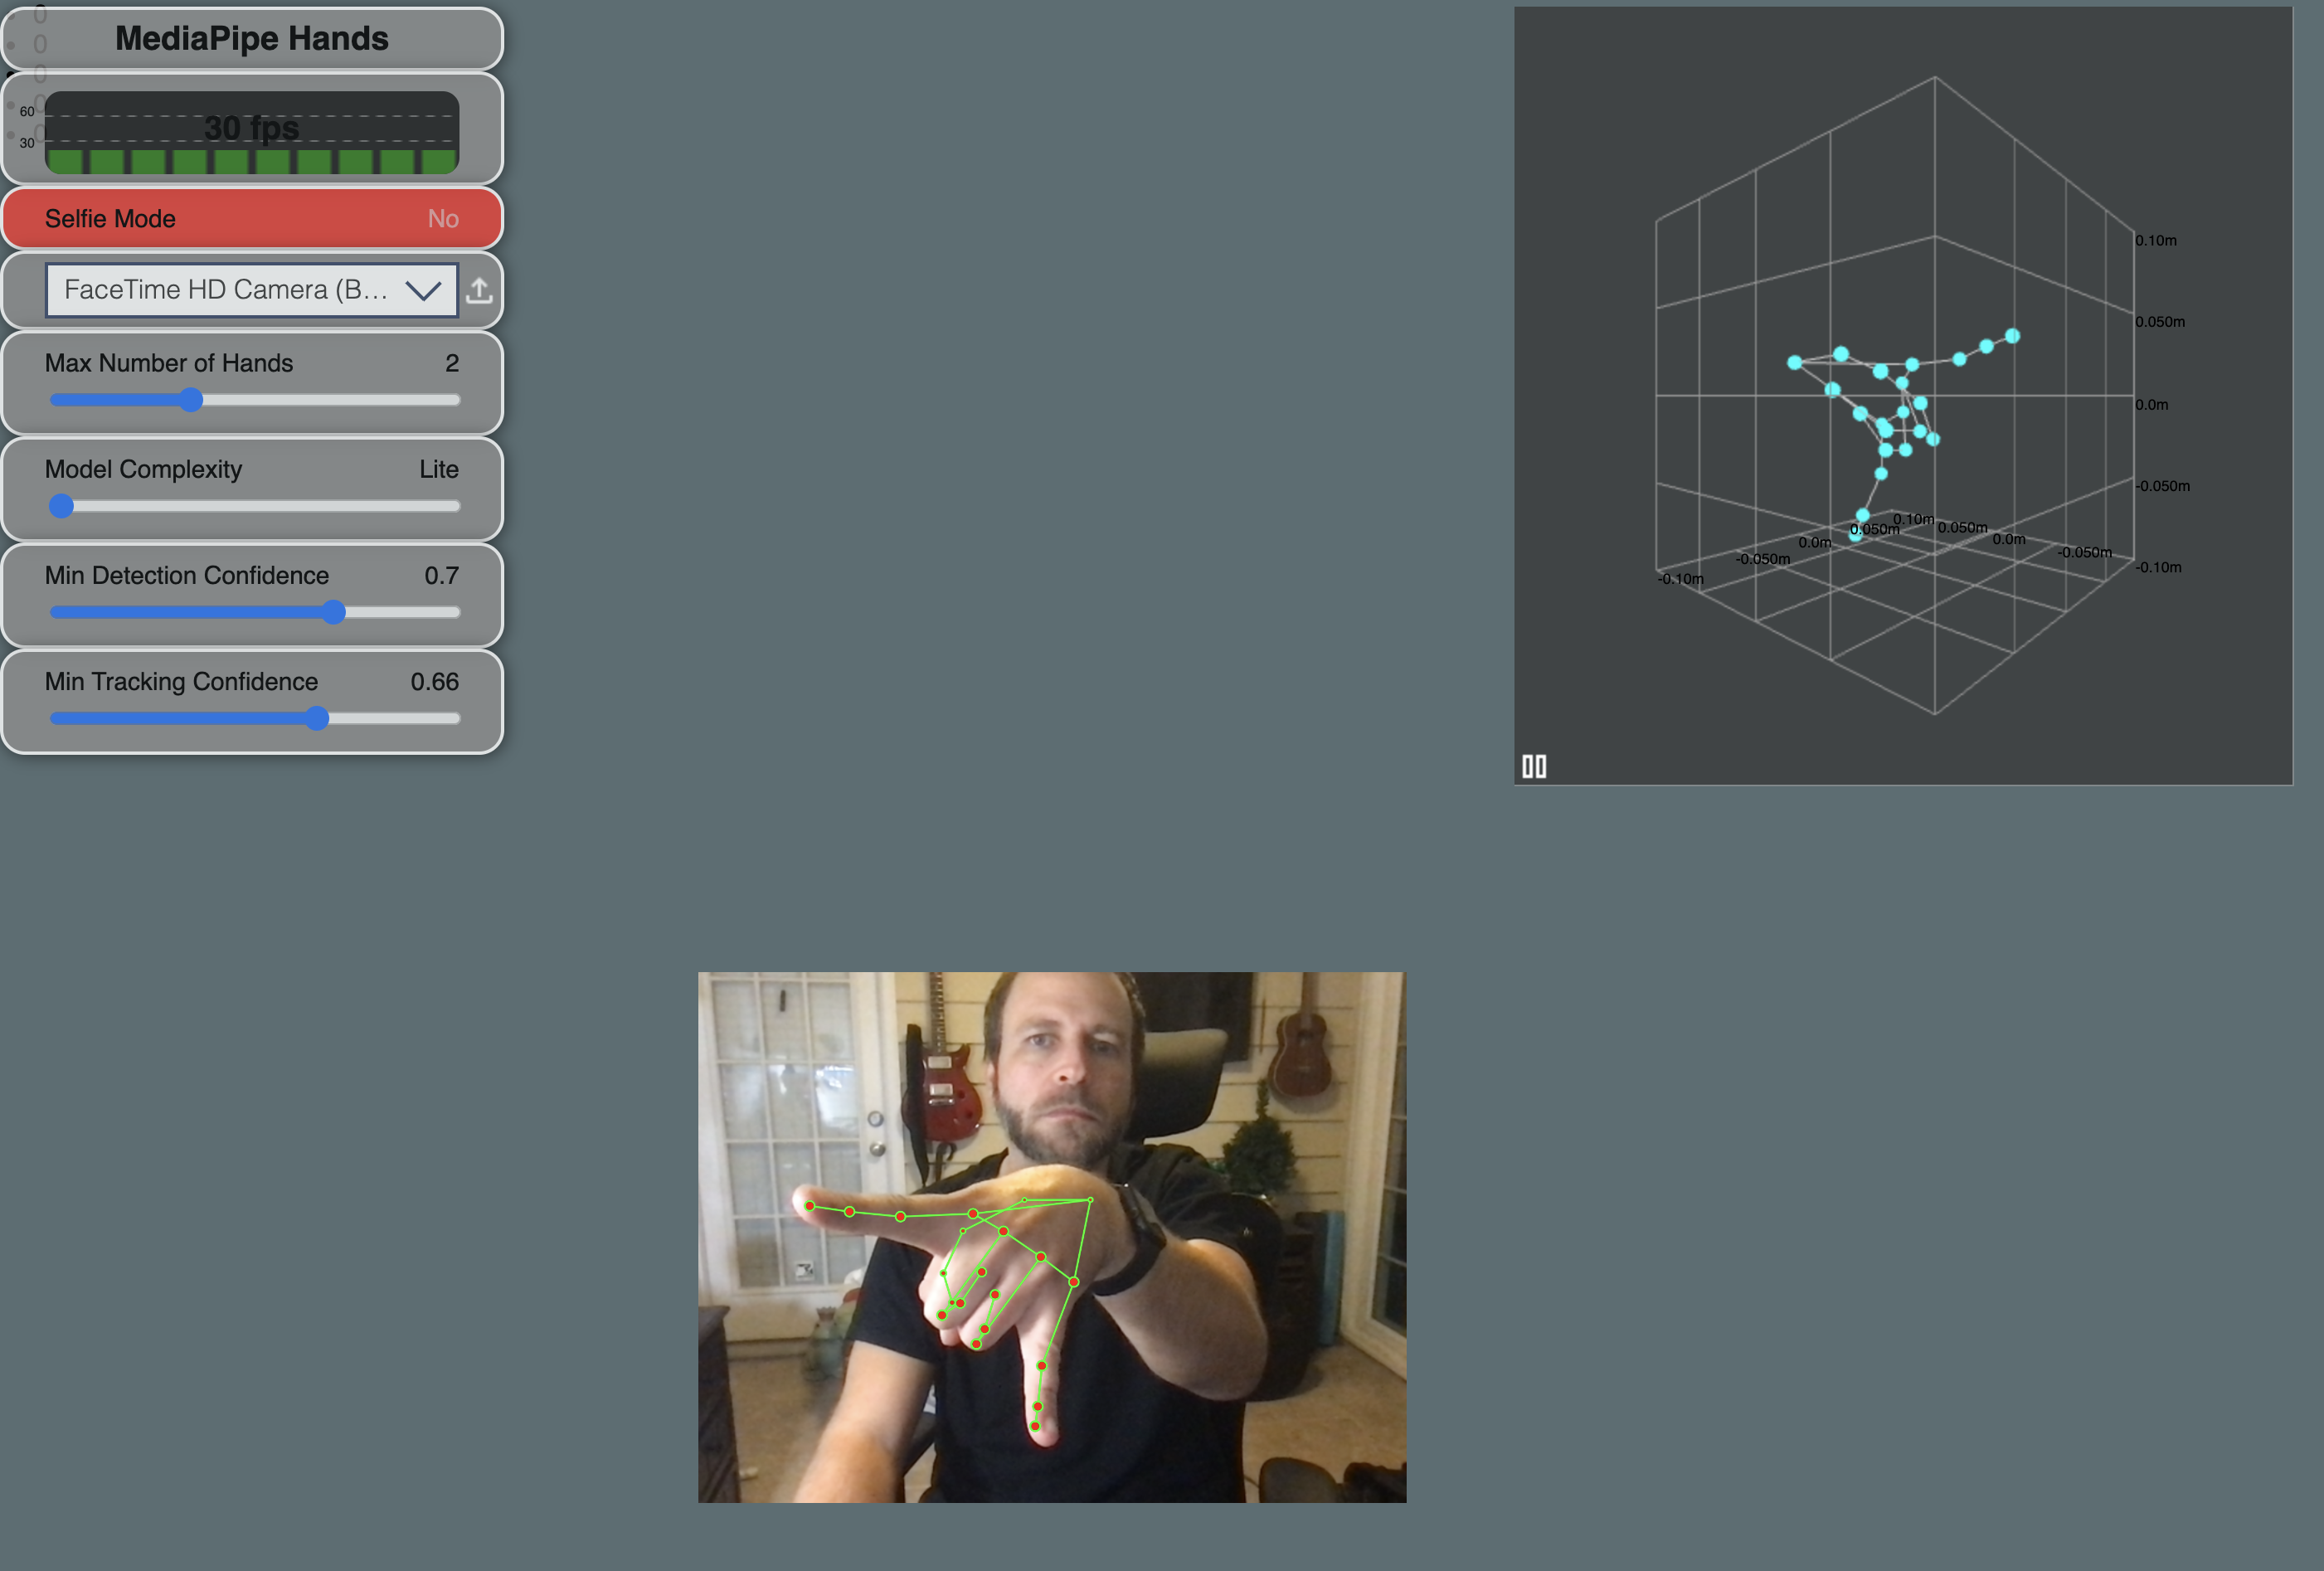 0
0
0
0
0
MediaPipe Hands
60
30 fps
30
Selfie Mode No
FaceTime HD Camera (B...
Max Number of Hands 2
Model Complexity Lite
Min Detection Confidence 0.7
Min Tracking Confidence 0.66
0.10m
0.050m
0.0m
-0.050m
-0.10m
0.10m
0.050m
0.0m
-0.050m
-0.10m
0.050m
0.0m
-0.050m